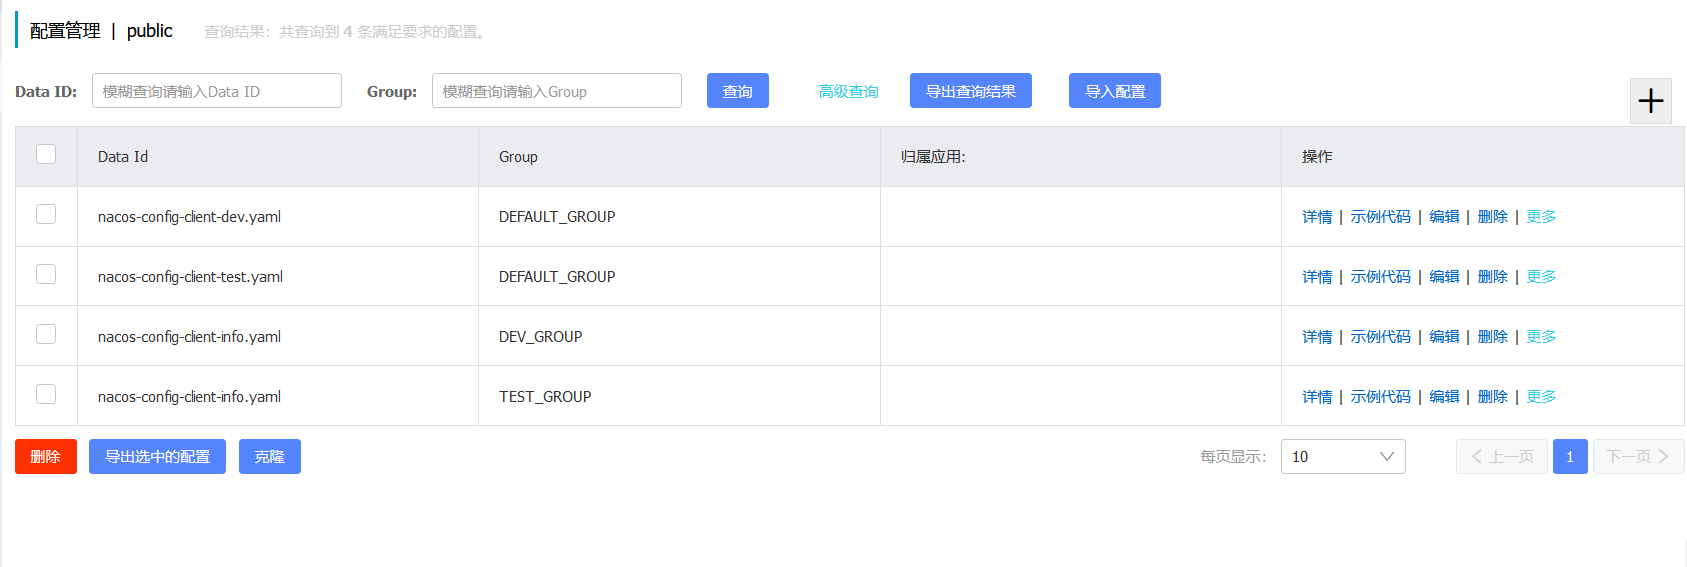 配置管理 | public 查询结果：共查询到 4 条满足要求的配置。
Data ID: 模糊查询请输入Data ID Group: 模糊查询请输入Group 查询 高级查询 导出查询结果 导入配置
Data Id Group 归属应用: 操作
nacos-config-client-dev.yaml DEFAULT_GROUP 详情 | 示例代码 | 编辑 | 删除 | 更多
nacos-config-client-test.yaml DEFAULT_GROUP 详情 | 示例代码 | 编辑 | 删除 | 更多
nacos-config-client-info.yaml DEV_GROUP 详情 | 示例代码 | 编辑 | 删除 | 更多
nacos-config-client-info.yaml TEST_GROUP 详情 | 示例代码 | 编辑 | 删除 | 更多
删除 导出选中的配置 克隆 每页显示: 10 上一页 1 下一页